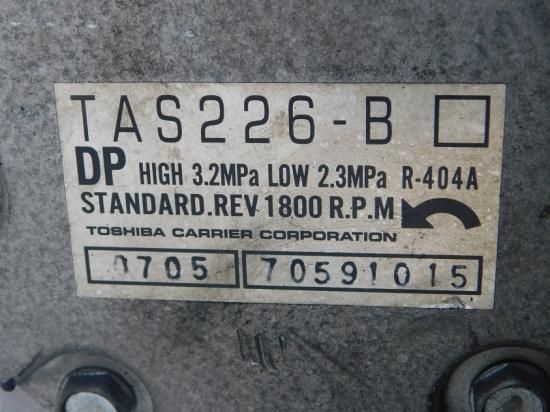 TAS226-B
DP HIGH 3.2MPa LOW 2.3MPa R-404A
STANDARD.REV 1800 R.P.M
TOSHIBA CARRIER CORPORATION
0705 70591015